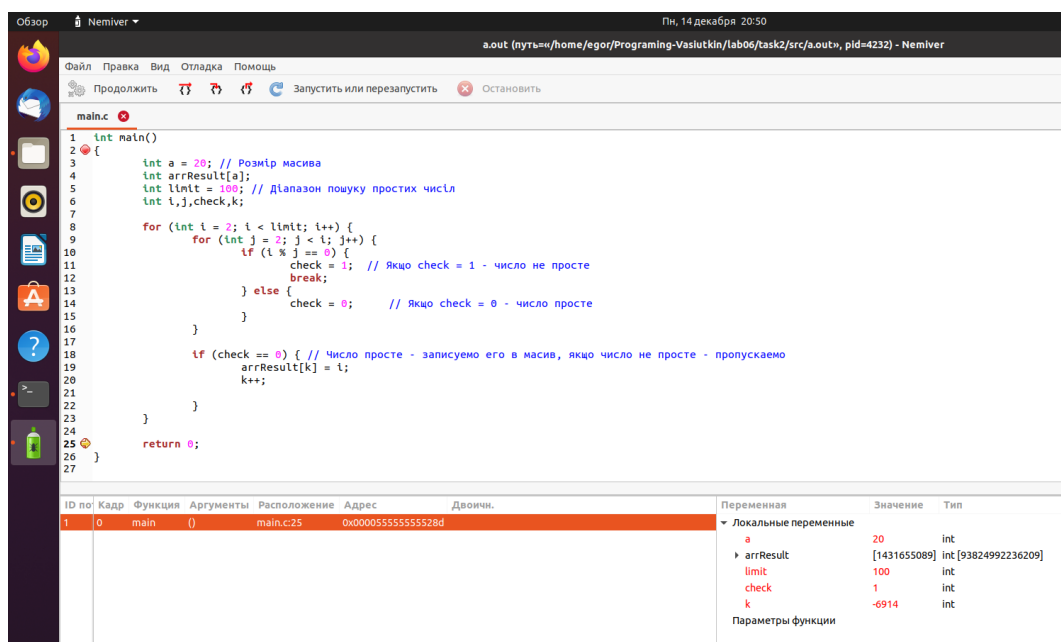 Обзор Nemiver Пн, 14 декабря 20:50
a.out (путь=«/home/egor/Programing-Vasiutkin/lab06/task2/src/a.out», pid=4232) - Nemiver
Файл Правка Вид Отладка Помощь
Продолжить Запустить или перезапустить Остановить
main.c
1 int main()
2 {
3 int a = 20; // Розмір масива
4 int arrResult[a];
5 int limit = 100; // Діапазон пошуку простих чисіл
6 int i,j,check,k;
7
8 for (int i = 2; i < limit; i++) {
9 for (int j = 2; j < i; j++) {
10 if (i % j == 0) {
11 check = 1; // Якщо check = 1 - число не просте
12 break;
13 } else {
14 check = 0; // Якщо check = 0 - число просте
15 }
16 }
17
18 if (check == 0) { // Число просте - записуемо его в масив, якщо число не просте - пропускаемо
19 arrResult[k] = i;
20 k++;
21
22 }
23 }
24
25 return 0;
26 }
27
ID по Кадр Функция Аргументы Расположение Адрес Двоичн.
1 0 main () main.c:25 0x000055555555528d
Переменная Значение Тип
Локальные переменные
a 20 int
arrResult [1431655089] int [93824992236209]
limit 100 int
check 1 int
k -6914 int
Параметры функции